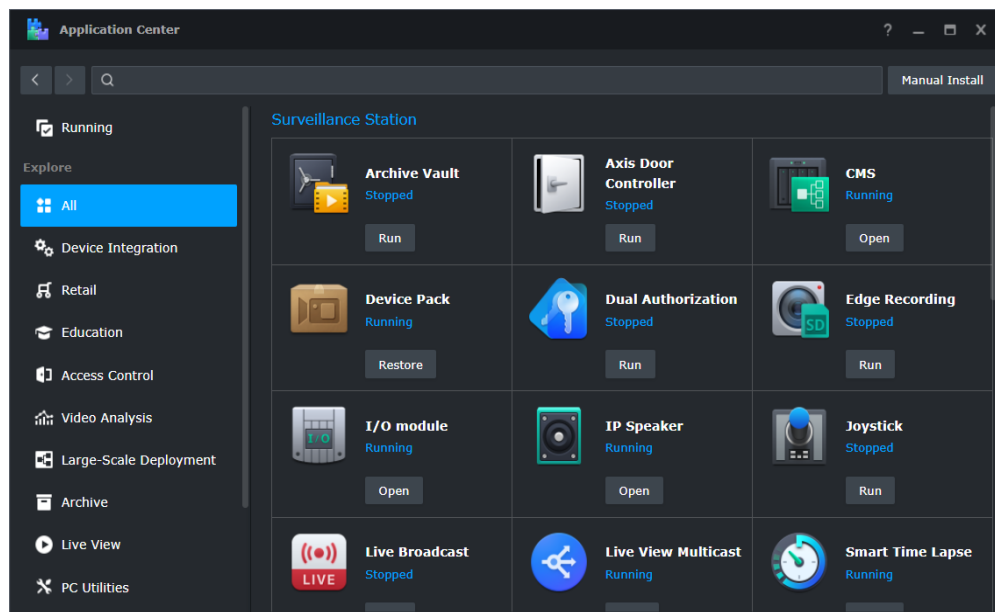 Application Center
?
Manual Install
Running
Explore
All
Device Integration
Retail
Education
Access Control
Video Analysis
Large-Scale Deployment
Archive
Live View
PC Utilities
Surveillance Station
Archive Vault
Stopped
Run
Axis Door
Controller
Stopped
Run
CMS
Running
Open
Device Pack
Running
Restore
Dual Authorization
Stopped
Run
SD
Edge Recording
Stopped
Run
I/O
I/O module
Running
Open
IP Speaker
Running
Open
Joystick
Stopped
Run
LIVE
Live Broadcast
Stopped
Live View Multicast
Running
Smart Time Lapse
Running